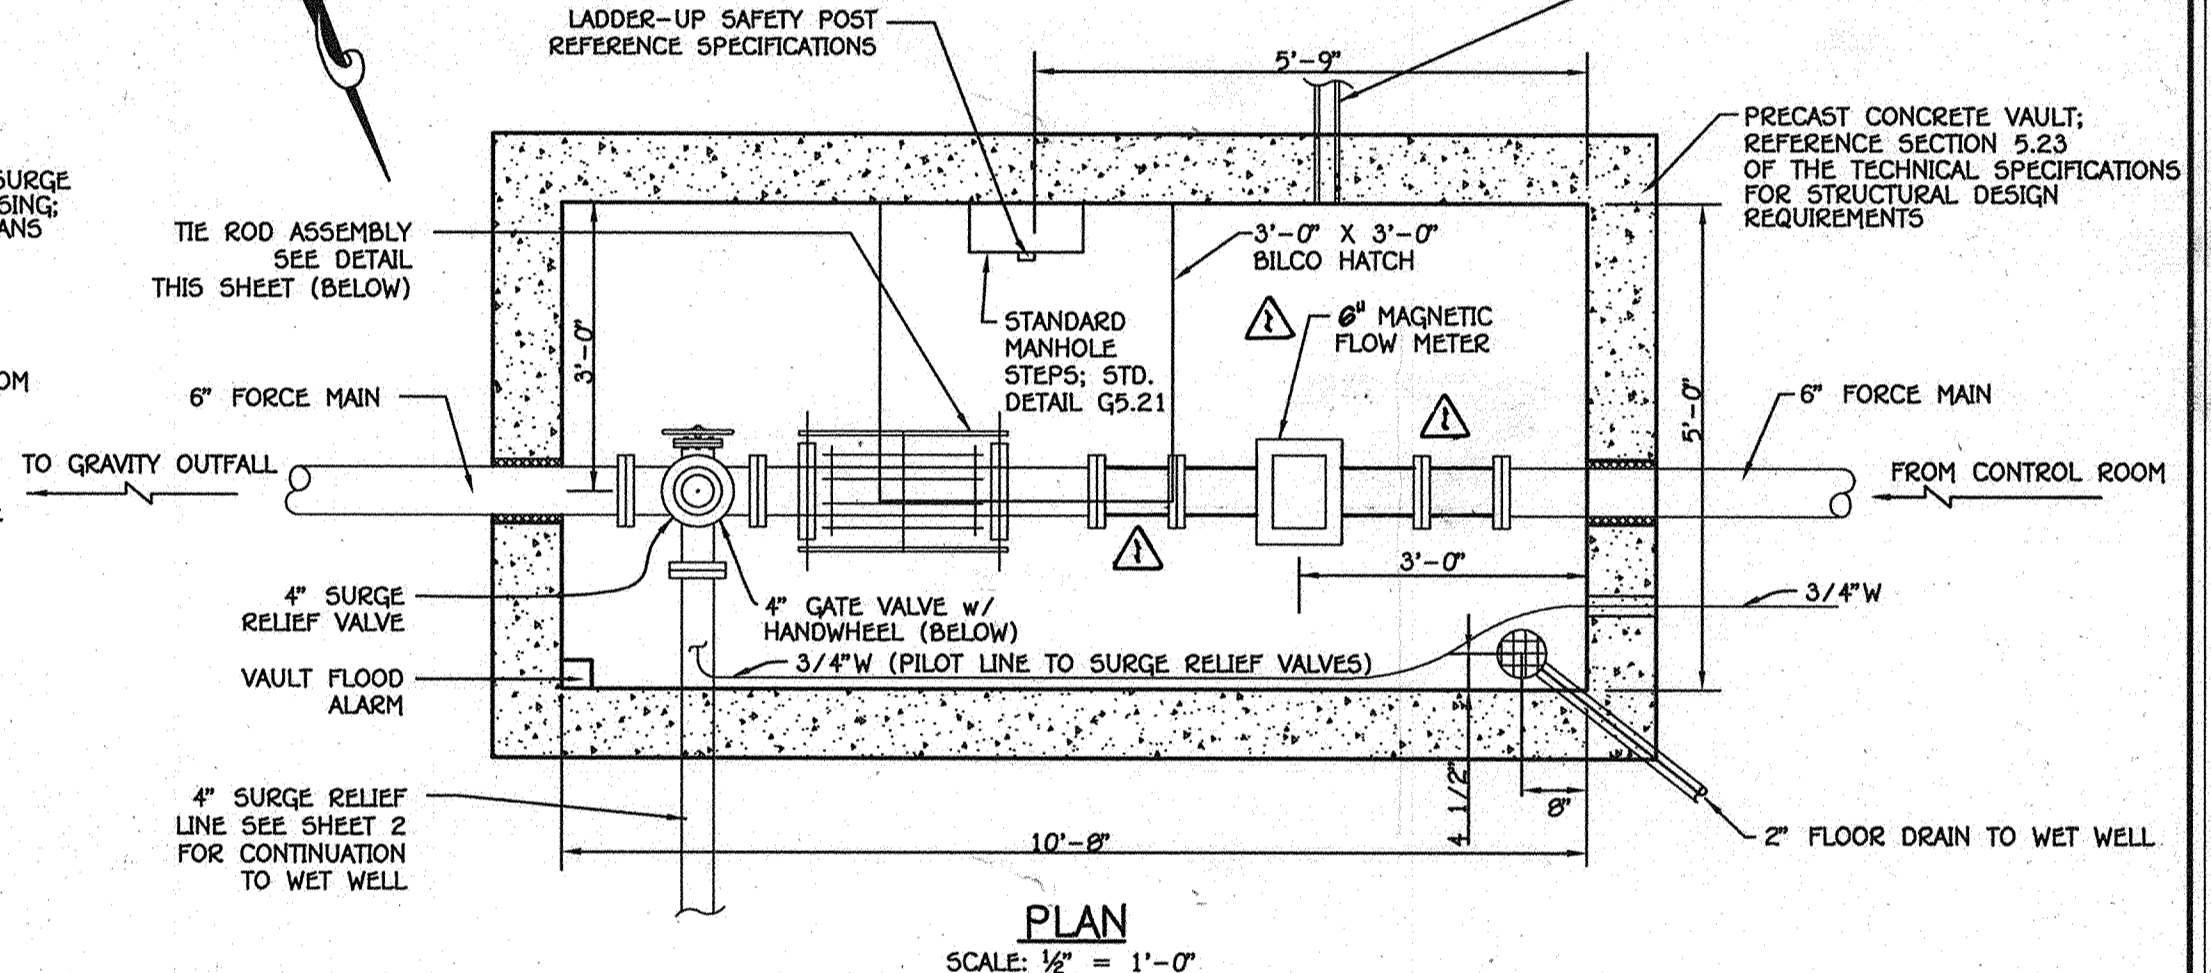 LADDER-UP SAFETY POST
REFERENCE SPECIFICATIONS
5'-9"
PRECAST CONCRETE VAULT;
REFERENCE SECTION 5.23
OF THE TECHNICAL SPECIFICATIONS
FOR STRUCTURAL DESIGN
REQUIREMENTS
SURGE
SING;
ANS
TIE ROD ASSEMBLY
SEE DETAIL
THIS SHEET (BELOW)
3'-0" X 3'-0"
BILCO HATCH
STANDARD
MANHOLE
STEPS; STD.
DETAIL G5.21
6" MAGNETIC
FLOW METER
1
3'-0"
OM
6" FORCE MAIN
1
5'-0"
6" FORCE MAIN
TO GRAVITY OUTFALL
FROM CONTROL ROOM
1
3'-0"
4" SURGE
RELIEF VALVE
4" GATE VALVE w/
HANDWHEEL (BELOW)
3/4"W
3/4"W (PILOT LINE TO SURGE RELIEF VALVES)
VAULT FLOOD
ALARM
4" SURGE RELIEF
LINE SEE SHEET 2
FOR CONTINUATION
TO WET WELL
4 1/2"
8"
10'-8"
2" FLOOR DRAIN TO WET WELL
PLAN
SCALE: ½" = 1'-0"